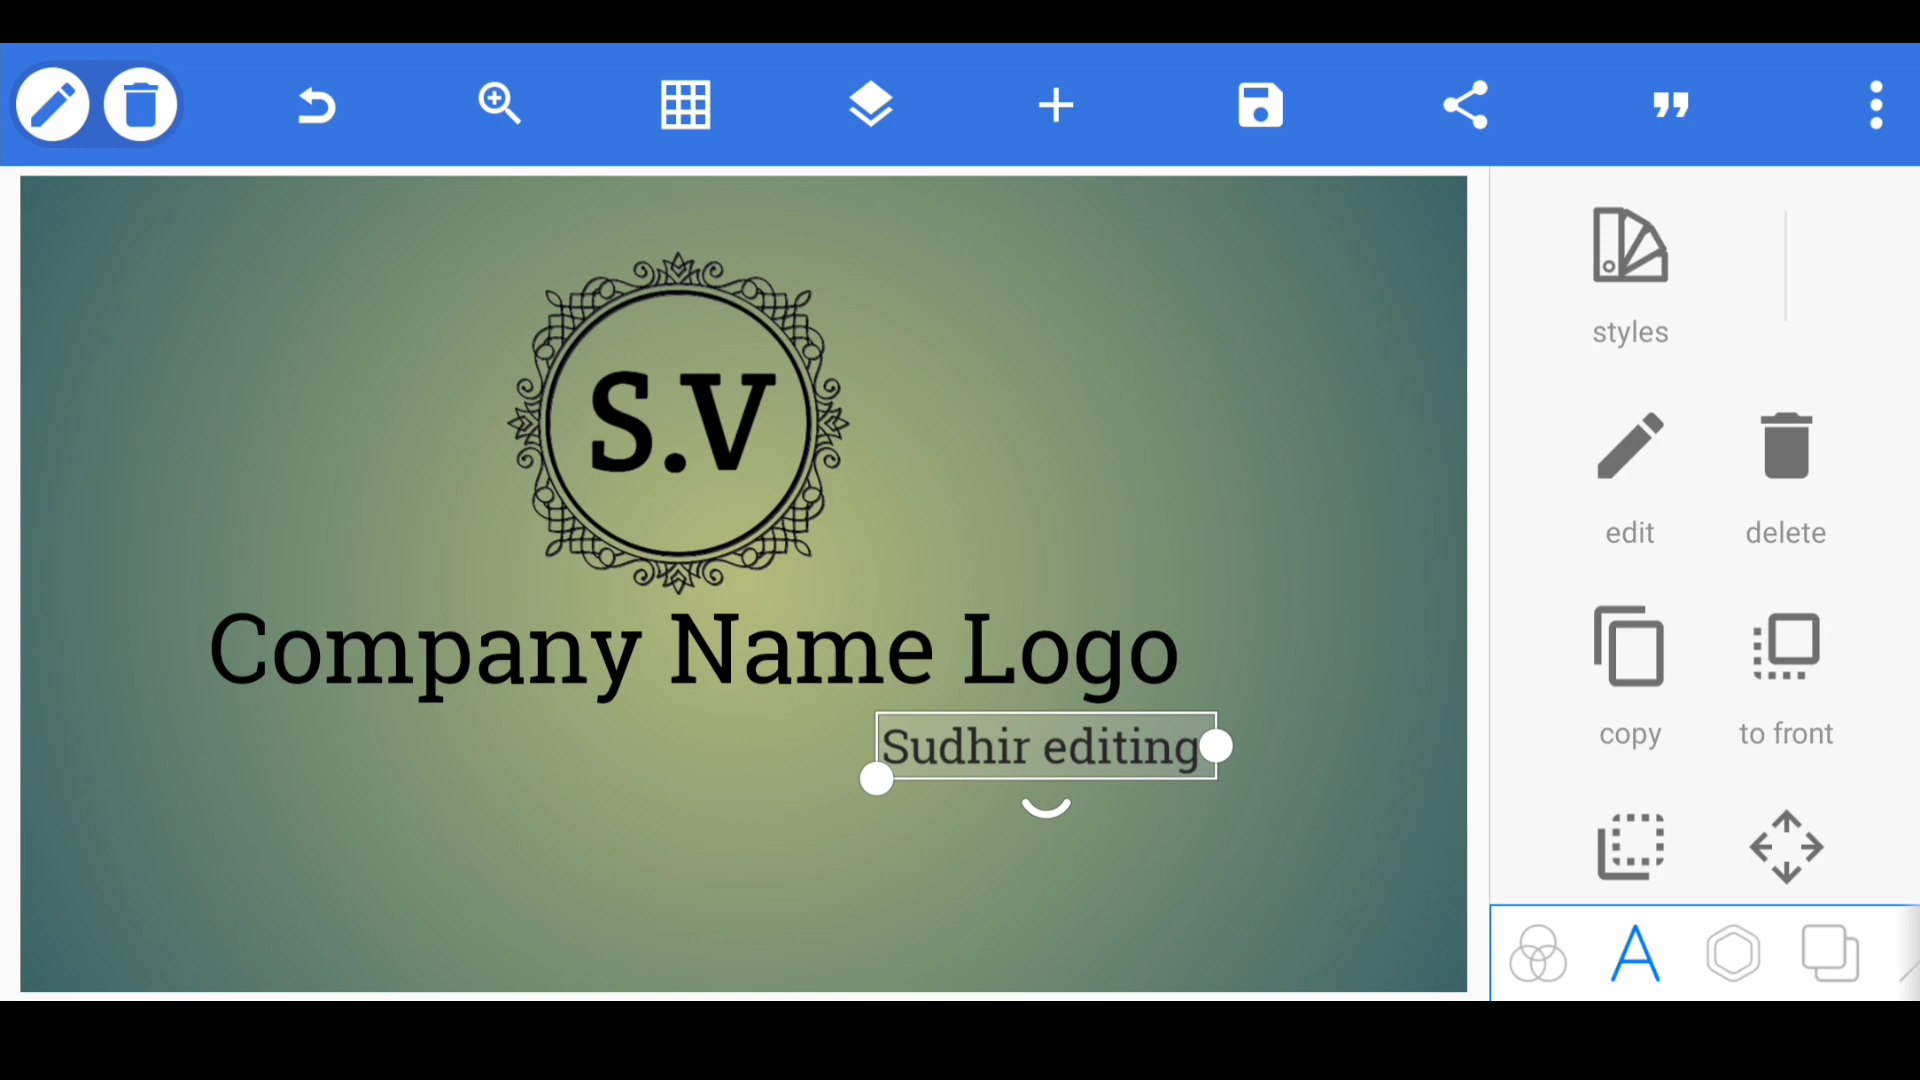 S.V
Company Name Logo
Sudhir editing
styles
edit delete
copy to front